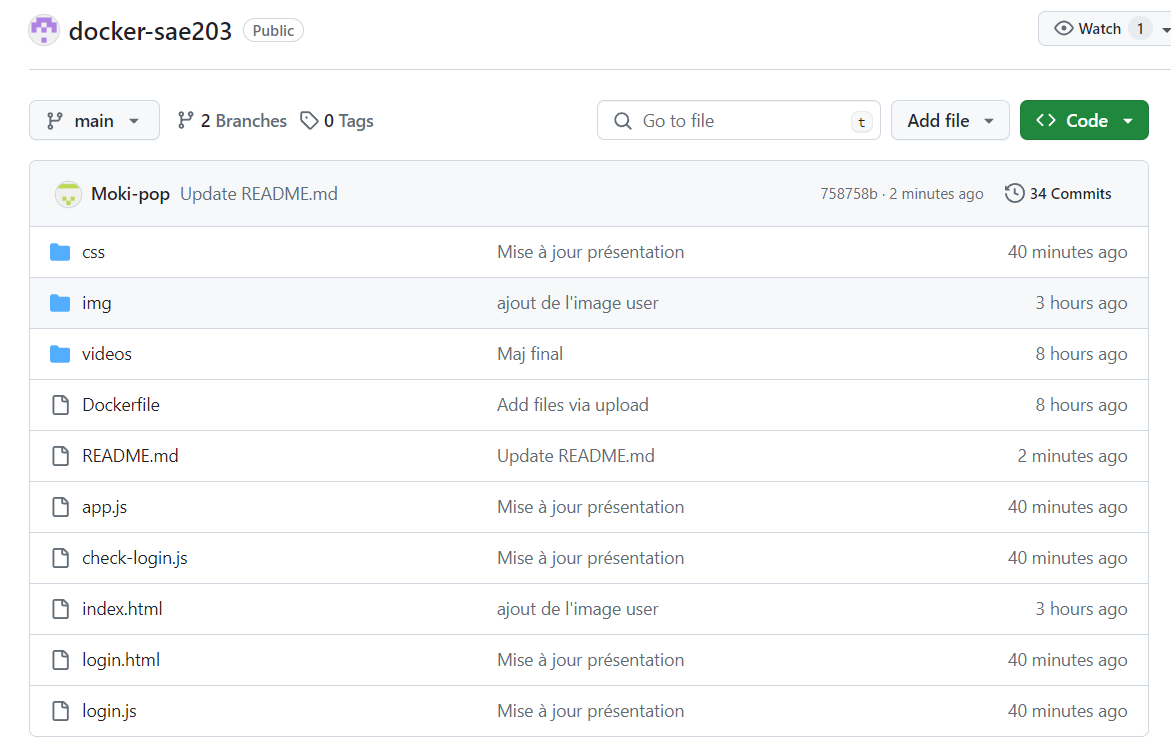 docker-sae203 Public Watch 1
main 2 Branches 0 Tags Go to file t Add file Code
Moki-pop Update README.md 758758b · 2 minutes ago 34 Commits
css Mise à jour présentation 40 minutes ago
img ajout de l'image user 3 hours ago
videos Maj final 8 hours ago
Dockerfile Add files via upload 8 hours ago
README.md Update README.md 2 minutes ago
app.js Mise à jour présentation 40 minutes ago
check-login.js Mise à jour présentation 40 minutes ago
index.html ajout de l'image user 3 hours ago
login.html Mise à jour présentation 40 minutes ago
login.js Mise à jour présentation 40 minutes ago